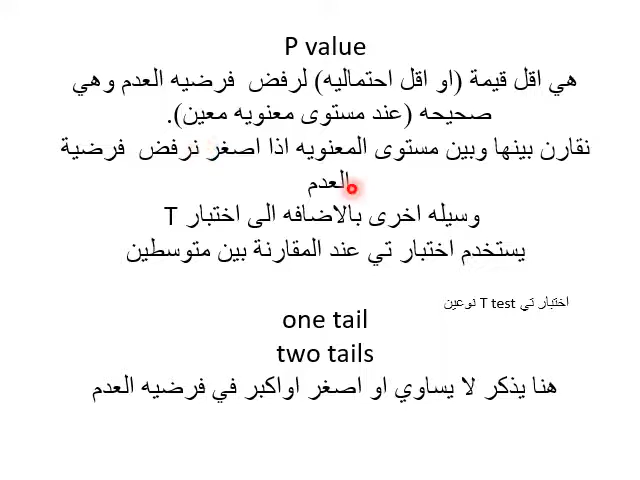 P value
هي اقل قيمة (او اقل احتماليه) لرفض فرضيه العدم وهي
صحيحه (عند مستوى معنويه معين).
نقارن بينها وبين مستوى المعنويه اذا اصغر نرفض فرضية
العدم
وسيله اخرى بالاضافه الى اختبار T
يستخدم اختبار تي عند المقارنة بين متوسطين
اختبار تي T test نوعين
one tail
two tails
هنا يذكر لا يساوي او اصغر اواكبر في فرضيه العدم